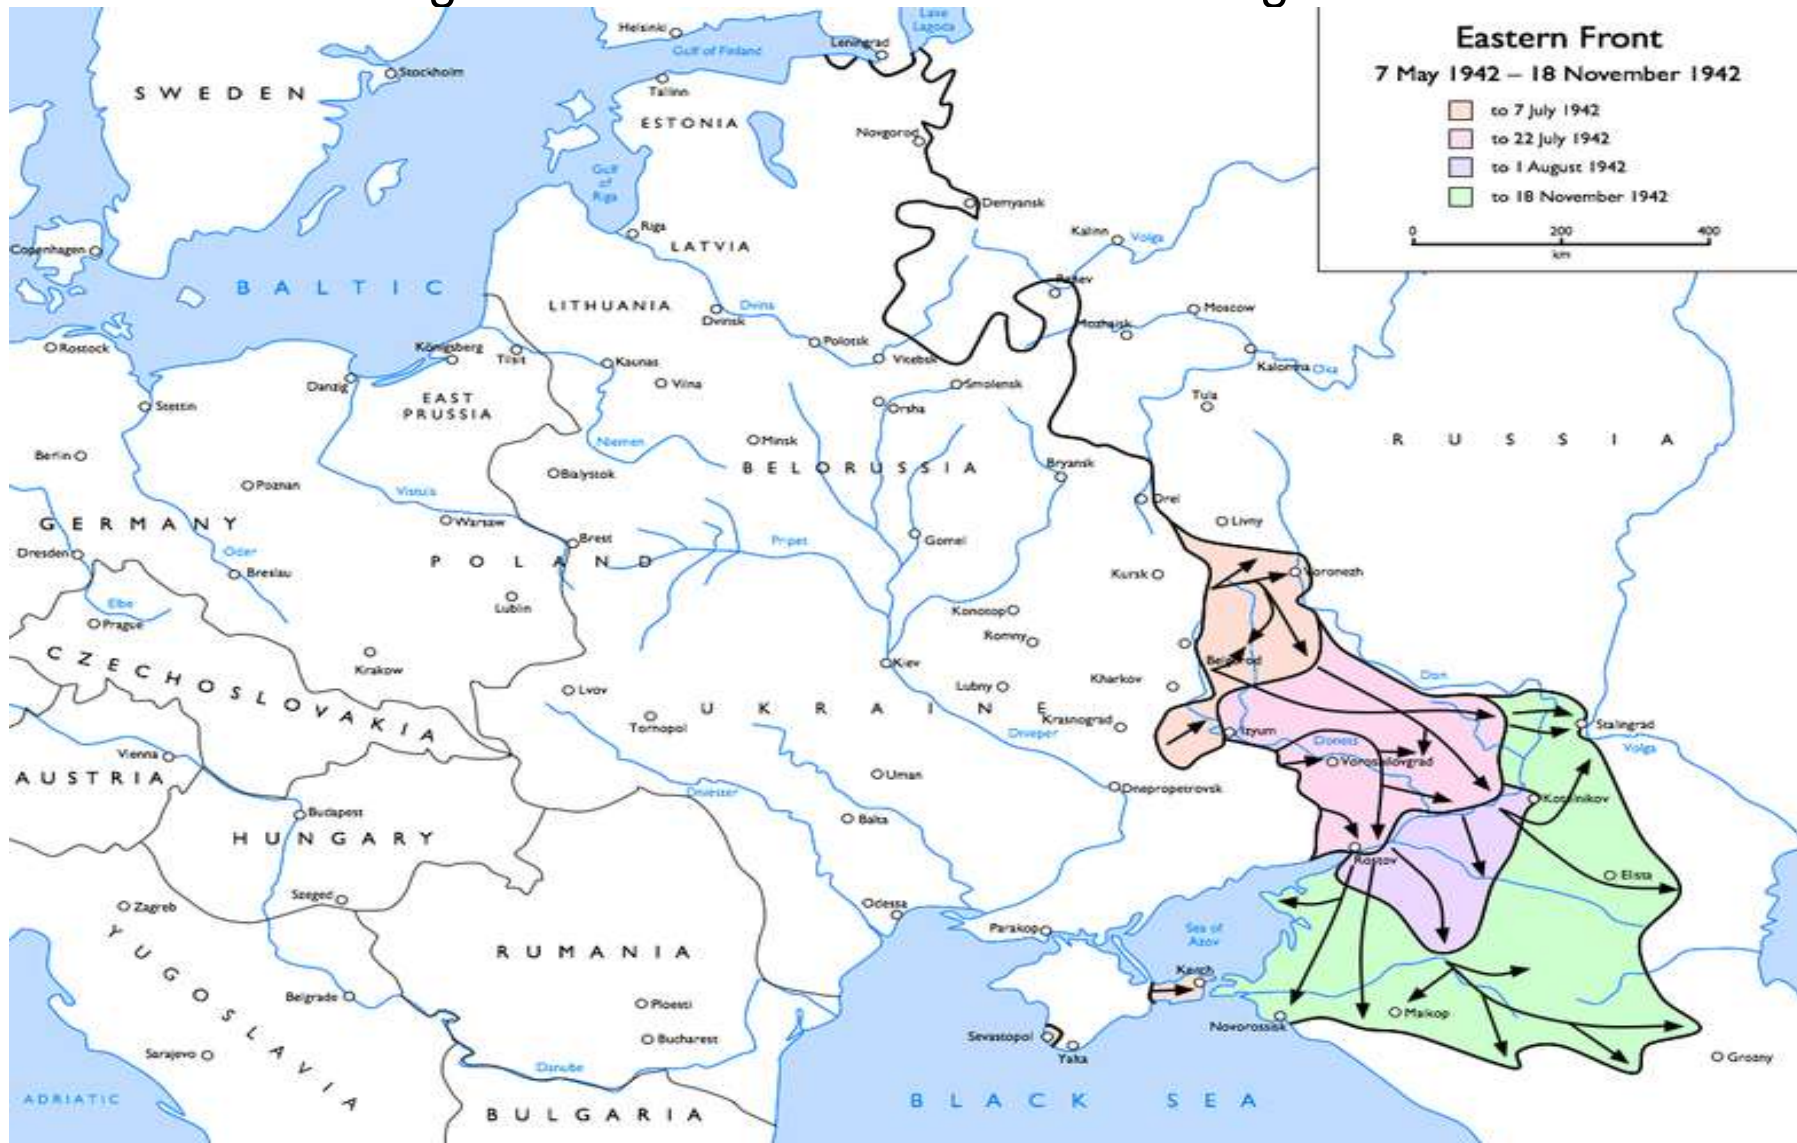 Eastern Front
7 May 1942 – 18 November 1942
to 7 July 1942
to 22 July 1942
to 1 August 1942
to 18 November 1942
0 200 400
km
Lake
Lagoda
Helsinki
Gulf of Finland
Leningrad
Stockholm
SWEDEN
Tallinn
ESTONIA
Novgorod
Gulf
of
Riga
Demyansk
Riga
LATVIA
Kalinn
Volga
Copenhagen
BALTIC
LITHUANIA
Dvina
Dvinsk
Rzhev
Moscow
Mozhaisk
Rostock
Königsberg
Tilsit
Kaunas
Polotsk
Vitebsk
Kalomna
Oka
Danzig
Vilna
Smolensk
EAST
PRUSSIA
Tula
Stettin
Orsha
Niemen
Minsk
RUSSIA
Berlin
Bialystok
BELORUSSIA
Bryansk
Poznan
Vistula
Orel
GERMANY
Warsaw
Livny
Dresden
Oder
Brest
Pripet
Gomel
POLAND
Breslau
Kursk
Voronezh
Elbe
Lublin
Konotop
Prague
Romny
Krakow
Kiev
Belgorod
CZECHOSLOVAKIA
Lvov
Lubny
Kharkov
Don
UKRAINE
Tornopol
Krasnograd
Stalingrad
Dnieper
Izyum
Donets
Volga
Vienna
Voroshilovgrad
AUSTRIA
Uman
Dnepropetrovsk
Dniester
Kotelnikov
Budapest
Balta
HUNGARY
Rostov
Elista
Szeged
Zagreb
Odessa
Parakop
Sea of
Azov
YUGOSLAVIA
RUMANIA
Kerch
Belgrade
Ploesti
Maikop
Novorossisk
Sevastopol
Bucharest
Yalta
Sarajevo
Grozny
Danube
ADRIATIC
BULGARIA
BLACK SEA